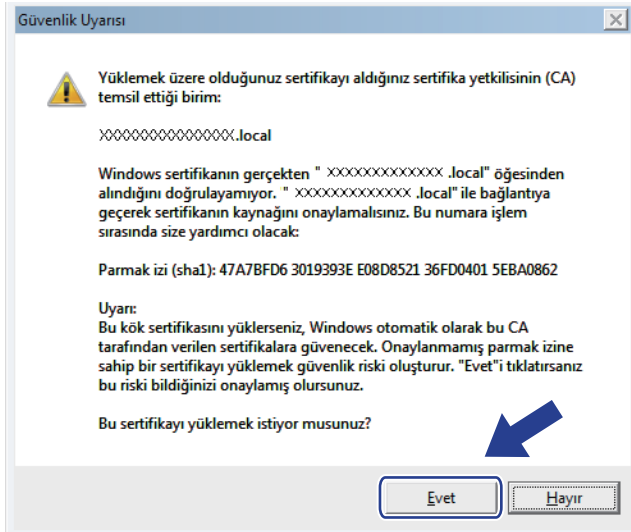 Güvenlik Uyarısı
Yüklemek üzere olduğunuz sertifikayı aldığınız sertifika yetkilisinin (CA)
temsil ettiği birim:
XXXXXXXXXXXXXXX.local
Windows sertifikanın gerçekten " XXXXXXXXXXXXX .local" öğesinden
alındığını doğrulayamıyor. " XXXXXXXXXXXXX .local" ile bağlantıya
geçerek sertifikanın kaynağını onaylamalısınız. Bu numara işlem
sırasında size yardımcı olacak:
Parmak izi (sha1): 47A7BFD6 3019393E E08D8521 36FD0401 5EBA0862
Uyarı:
Bu kök sertifikasını yüklerseniz, Windows otomatik olarak bu CA
tarafından verilen sertifikalara güvenecek. Onaylanmamış parmak izine
sahip bir sertifikayı yüklemek güvenlik riski oluşturur. "Evet"i tıklatırsanız
bu riski bildiğinizi onaylamış olursunuz.
Bu sertifikayı yüklemek istiyor musunuz?
Evet Hayır